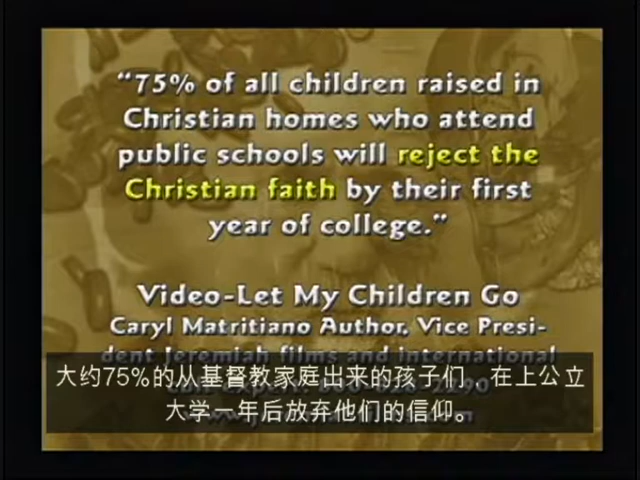 “75% of all children raised in
Christian homes who attend
public schools will reject the
Christian faith by their first
year of college.”
Video-Let My Children Go
Caryl Matritiano Author, Vice Presi-
dent Jeremiah films and international
大约75%的从基督教家庭出来的孩子们，在上公立
大学一年后放弃他们的信仰。